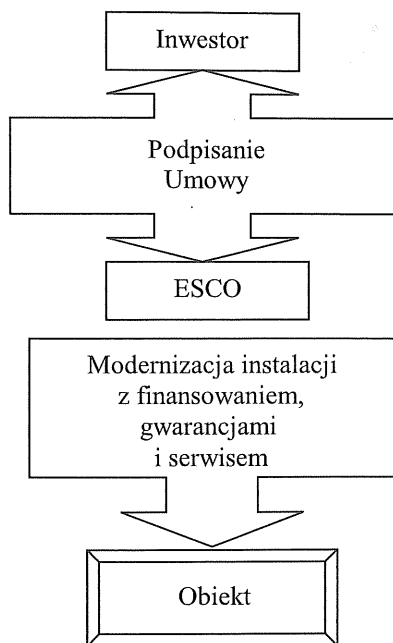 Inwestor
Podpisanie
Umowy
ESCO
Modernizacja instalacji
z finansowaniem,
gwarancjami
i serwisem
Obiekt